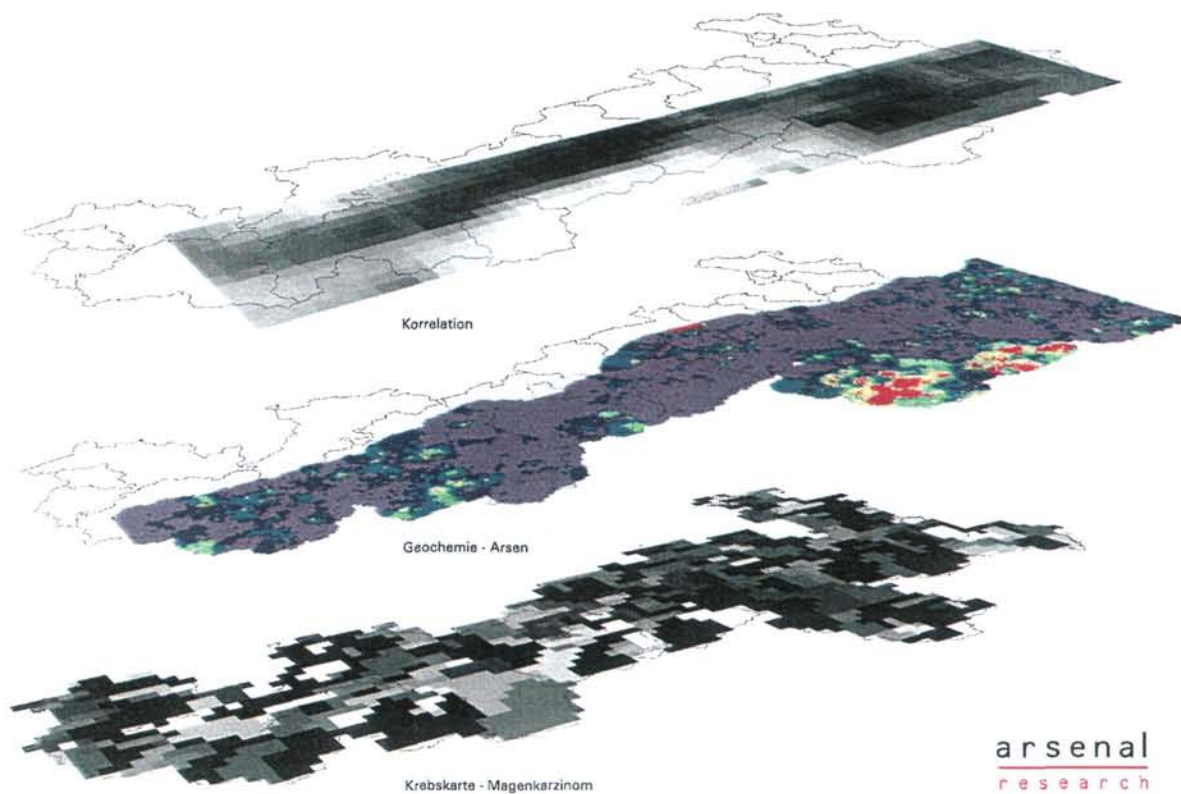 Korrelation
Geochemie - Arsen
Krebskarte - Magenkarzinom
arsenal
research